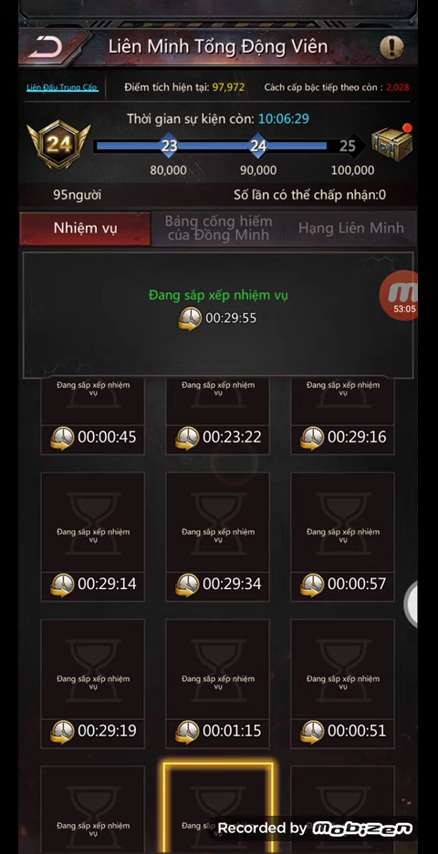 Liên Minh Tổng Động Viên
Liên Đấu Trung Cấp
Điểm tích hiện tại: 97,972
Cách cấp bậc tiếp theo còn : 2,028
Thời gian sự kiện còn: 10:06:29
24
23
24
25
80,000
90,000
100,000
95người
Số lần có thể chấp nhận:0
Nhiệm vụ
Bảng cống hiếm
của Đồng Minh
Hạng Liên Minh
Đang sắp xếp nhiệm vụ
00:29:55
53:05
Đang sắp xếp nhiệm
vụ
Đang sắp xếp nhiệm
vụ
Đang sắp xếp nhiệm
vụ
00:00:45
00:23:22
00:29:16
Đang sắp xếp nhiệm
vụ
Đang sắp xếp nhiệm
vụ
Đang sắp xếp nhiệm
vụ
00:29:14
00:29:34
00:00:57
Đang sắp xếp nhiệm
vụ
Đang sắp xếp nhiệm
vụ
Đang sắp xếp nhiệm
vụ
00:29:19
00:01:15
00:00:51
Đang sắp xếp nhiệm
vụ
Đang
vụ
vụ
Recorded by Mobizen